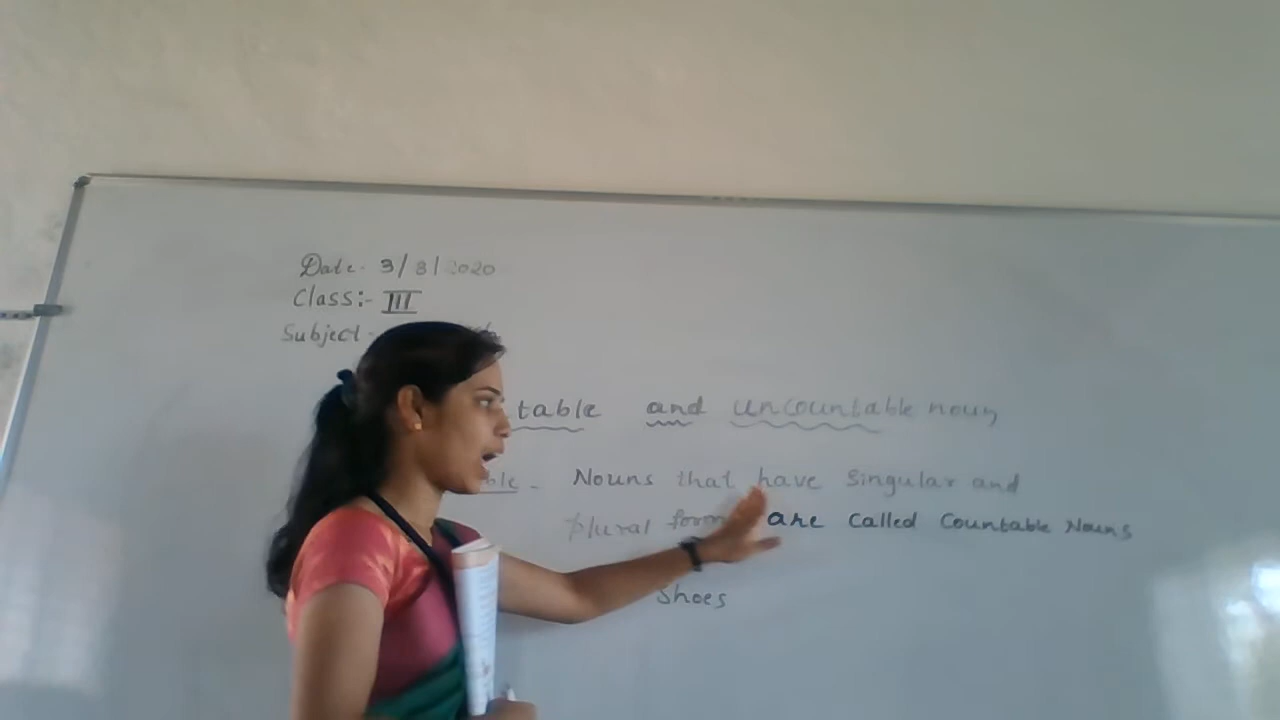 Date- 3/8/2020
Class:- III
Subject-
table and uncountable noun
ble - Nouns that have Singular and
plural form are Called Countable Nouns
Shoes